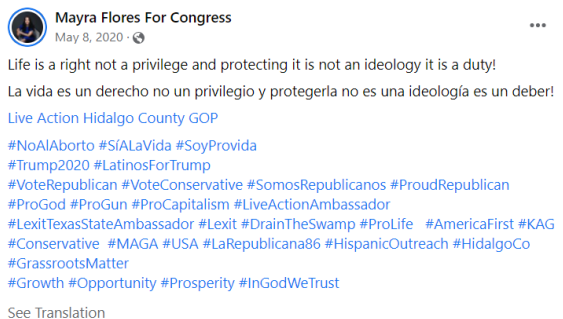 Mayra Flores For Congress
May 8, 2020 ·
Life is a right not a privilege and protecting it is not an ideology it is a duty!
La vida es un derecho no un privilegio y protegerla no es una ideología es un deber!
Live Action Hidalgo County GOP
#NoAlAborto #SíALaVida #SoyProvida
#Trump2020 #LatinosForTrump
#VoteRepublican #VoteConservative #SomosRepublicanos #ProudRepublican
#ProGod #ProGun #ProCapitalism #LiveActionAmbassador
#LexitTexasStateAmbassador #Lexit #DrainTheSwamp #ProLife #AmericaFirst #KAG
#Conservative #MAGA #USA #LaRepublicana86 #HispanicOutreach #HidalgoCo
#GrassrootsMatter
#Growth #Opportunity #Prosperity #InGodWeTrust
See Translation